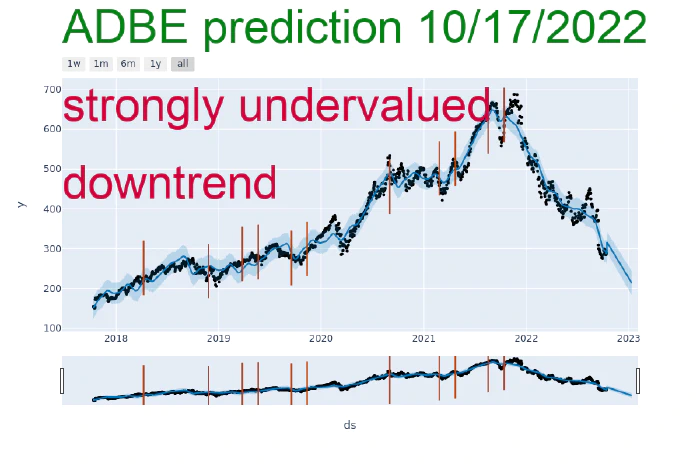 ADBE prediction 10/17/2022
1w 1m 6m 1y all
700
strongly undervalued
600
500
downtrend
400
y
300
200
100
2018 2019 2020 2021 2022 2023
ds